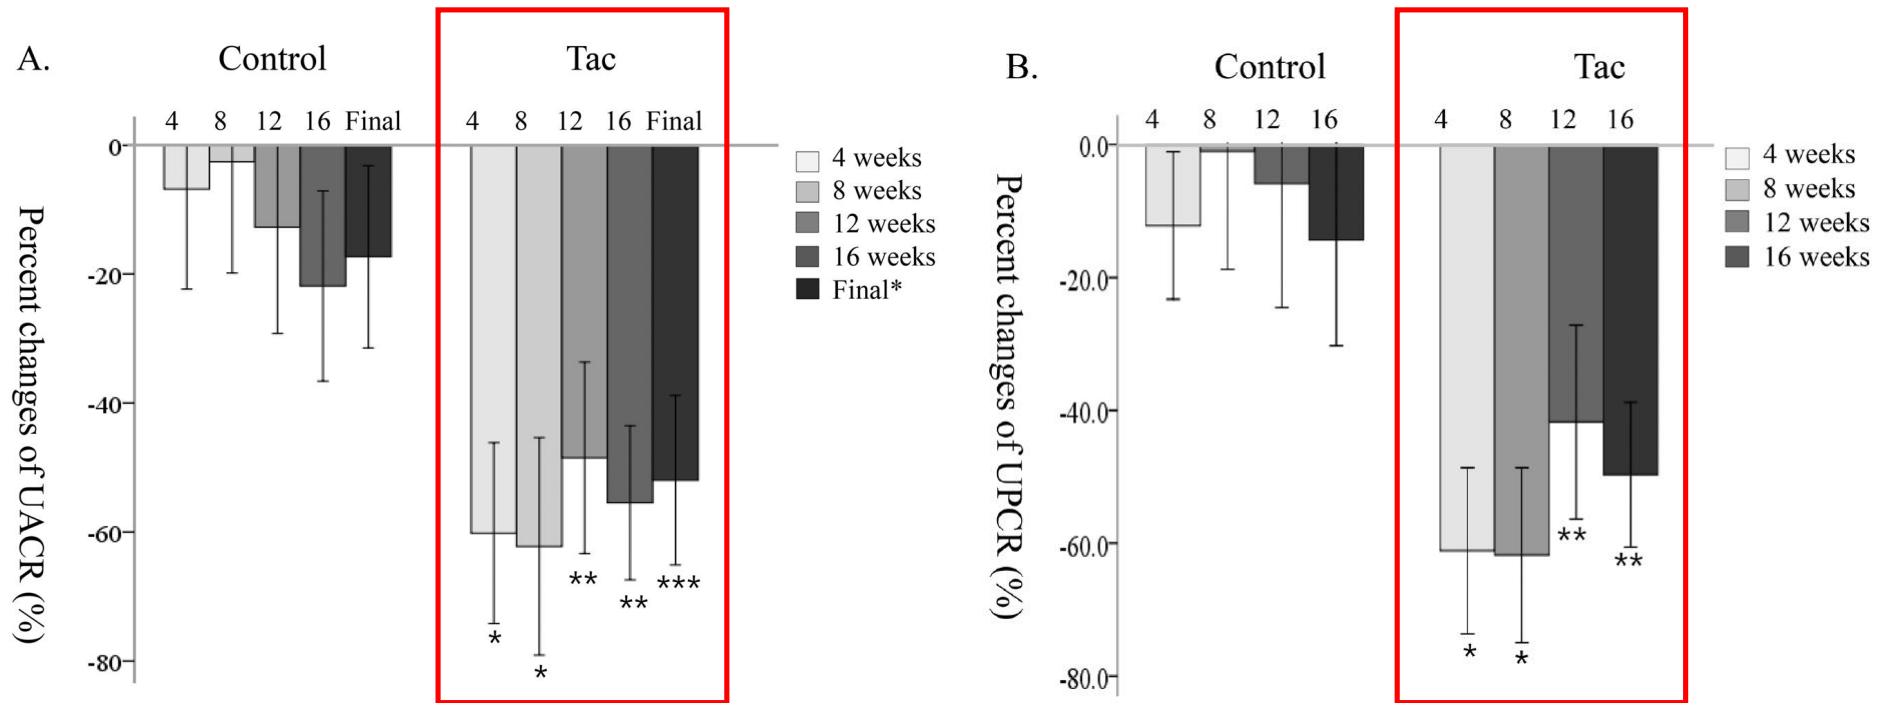 A.
Control
Tac
4 8 12 16 Final
4 8 12 16 Final
0
-20
-40
-60
-80
Percent changes of UACR (%)
*
*
**
**
***
4 weeks
8 weeks
12 weeks
16 weeks
Final*
B.
Control
Tac
4 8 12 16
4 8 12 16
0.0
-20.0
-40.0
-60.0
-80.0
Percent changes of UPCR (%)
*
*
**
**
4 weeks
8 weeks
12 weeks
16 weeks